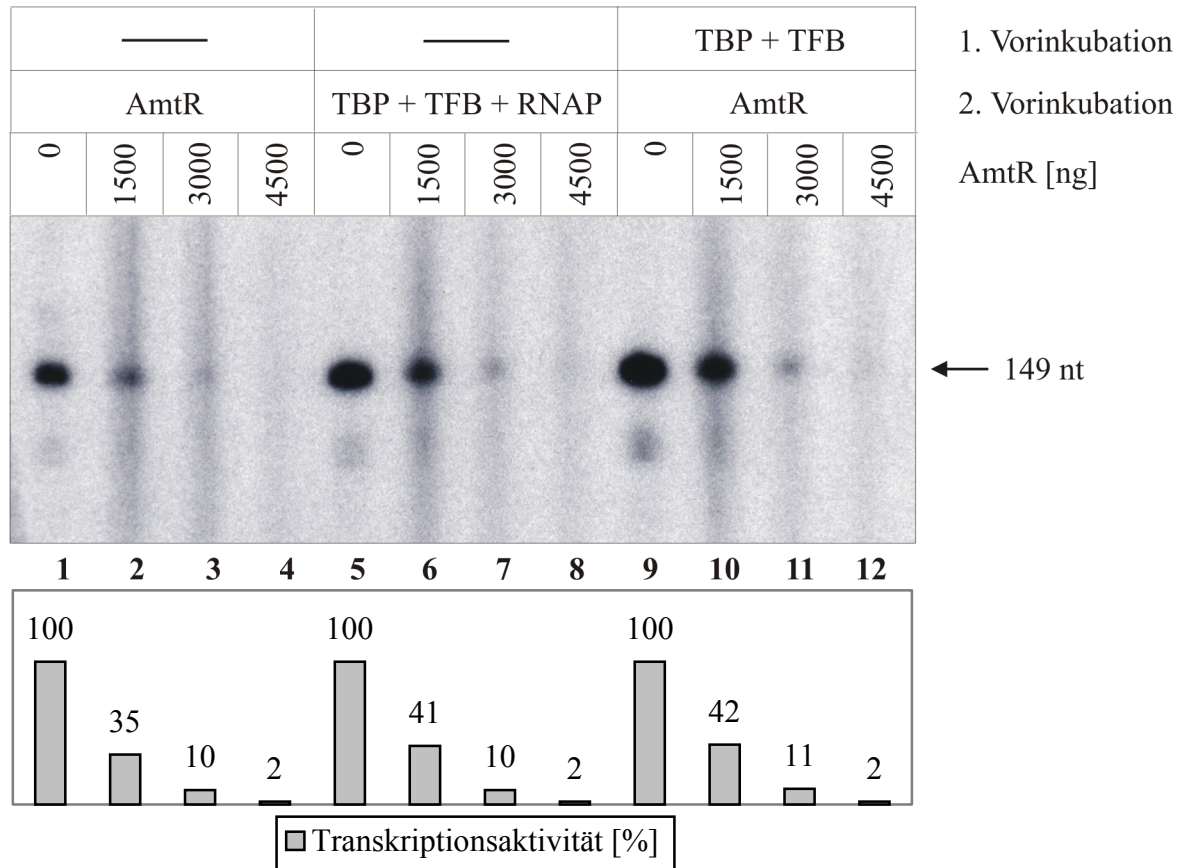 TBP + TFB 1. Vorinkubation
AmtR TBP + TFB + RNAP AmtR 2. Vorinkubation
0 1500 3000 4500 0 1500 3000 4500 0 1500 3000 4500 AmtR [ng]
149 nt
1 2 3 4 5 6 7 8 9 10 11 12
100 100 100
35 41 42
10 2 10 2 11 2
Transkriptionsaktivität [%]